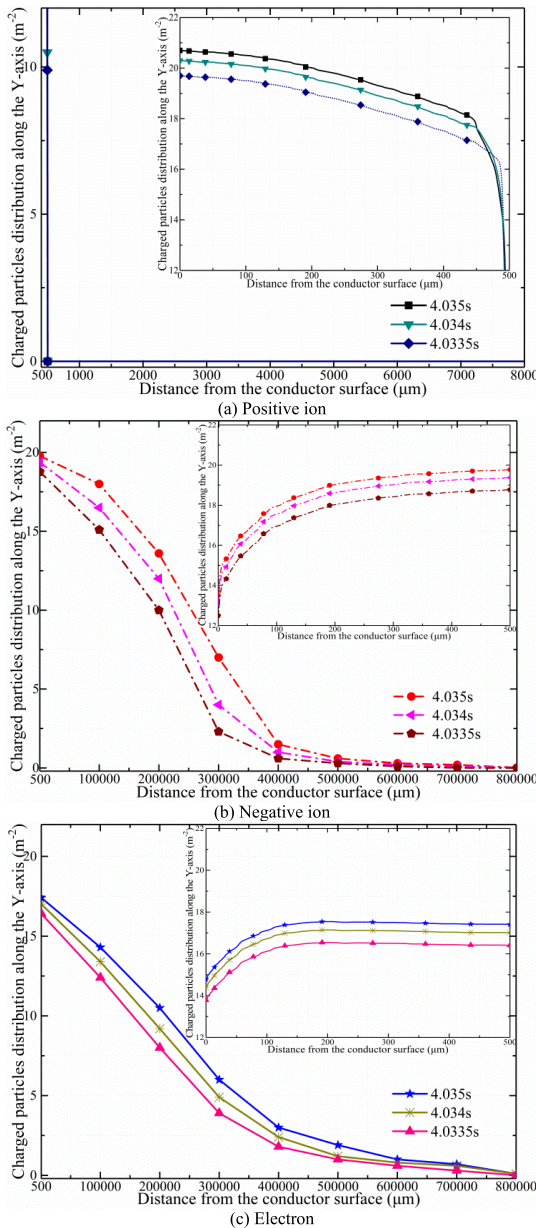 Charged particles distribution along the Y-axis (m⁻²)
10
5
0
Charged particles distribution along the Y-axis (m⁻²)
22
20
18
16
14
12
0 100 200 300 400 500
Distance from the conductor surface (μm)
4.035s
4.034s
4.0335s
500 1000 2000 3000 4000 5000 6000 7000 8000
Distance from the conductor surface (μm)
(a) Positive ion
Charged particles distribution along the Y-axis (m⁻²)
20
15
10
5
0
Charged particles distribution along the Y-axis (m⁻²)
22
20
18
16
14
12
0 100 200 300 400 500
Distance from the conductor surface (μm)
4.035s
4.034s
4.0335s
500 100000 200000 300000 400000 500000 600000 700000 800000
Distance from the conductor surface (μm)
(b) Negative ion
Charged particles distribution along the Y-axis (m⁻²)
20
15
10
5
0
Charged particles distribution along the Y-axis (m⁻²)
22
20
18
16
14
12
0 100 200 300 400 500
Distance from the conductor surface (μm)
4.035s
4.034s
4.0335s
500 100000 200000 300000 400000 500000 600000 700000 800000
Distance from the conductor surface (μm)
(c) Electron